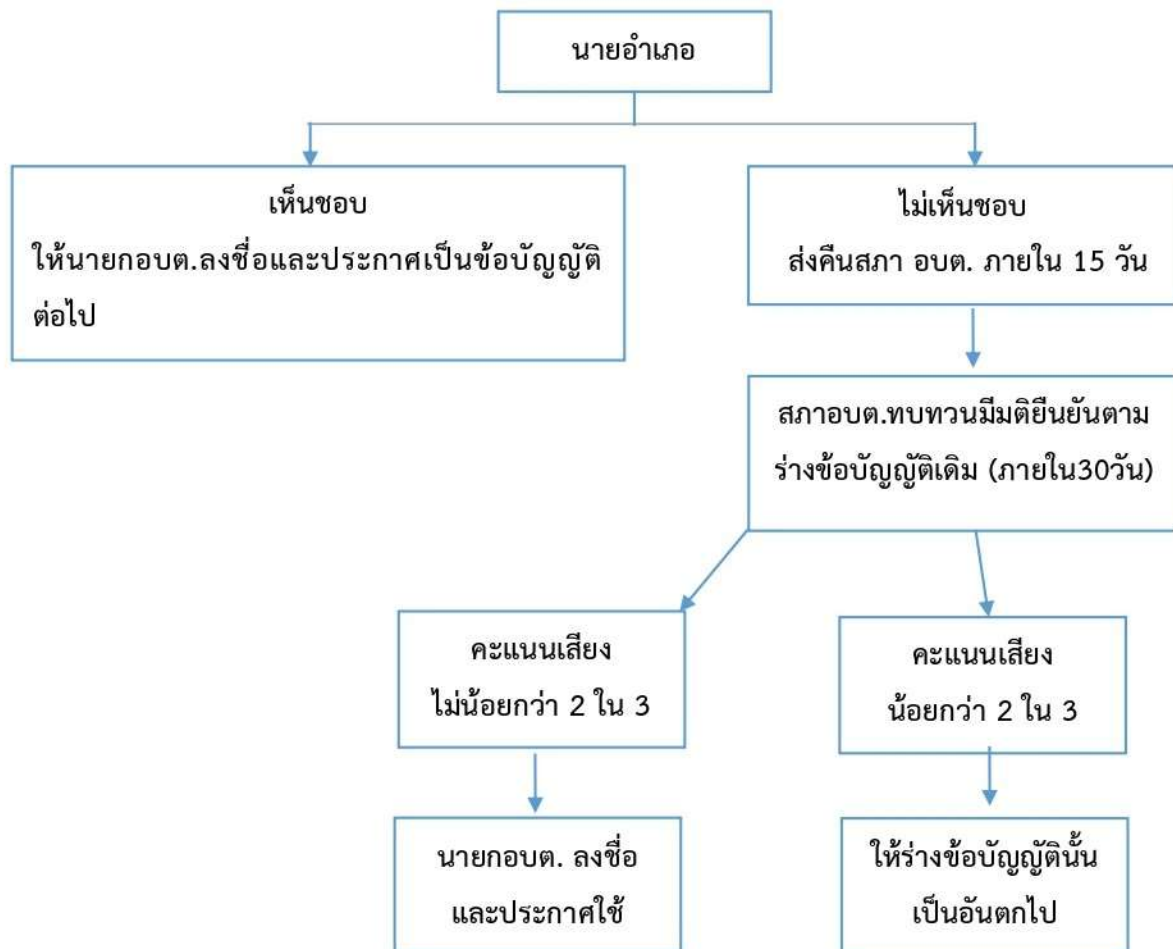 นายอำเภอ
เห็นชอบ
ให้นายกอบต.ลงชื่อและประกาศเป็นข้อบัญญัติ
ต่อไป
ไม่เห็นชอบ
ส่งคืนสภา อบต. ภายใน 15 วัน
สภาอบต.ทบทวนมีมติยืนยันตาม
ร่างข้อบัญญัติเดิม (ภายใน30วัน)
คะแนนเสียง
ไม่น้อยกว่า 2 ใน 3
คะแนนเสียง
น้อยกว่า 2 ใน 3
นายกอบต. ลงชื่อ
และประกาศใช้
ให้ร่างข้อบัญญัตินั้น
เป็นอันตกไป